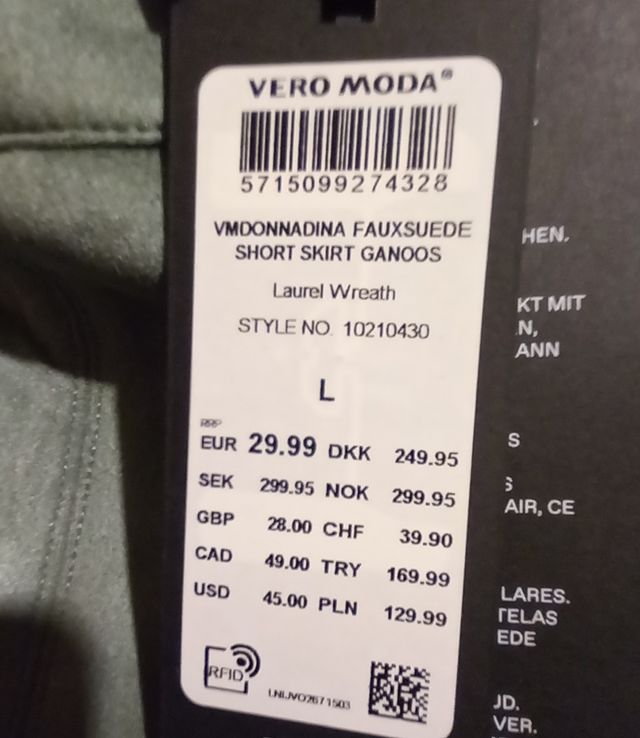 VERO MODA®
5715099274328
VMDONNADINA FAUXSUEDE
SHORT SKIRT GANOOS
Laurel Wreath
STYLE NO. 10210430
L
RRP
EUR 29.99 DKK 249.95
SEK 299.95 NOK 299.95
GBP 28.00 CHF 39.90
CAD 49.00 TRY 169.99
USD 45.00 PLN 129.99
RFID
HEN.
KT MIT
N,
ANN
S
S
AIR, CE
LARES.
TELAS
EDE
JD.
VER.